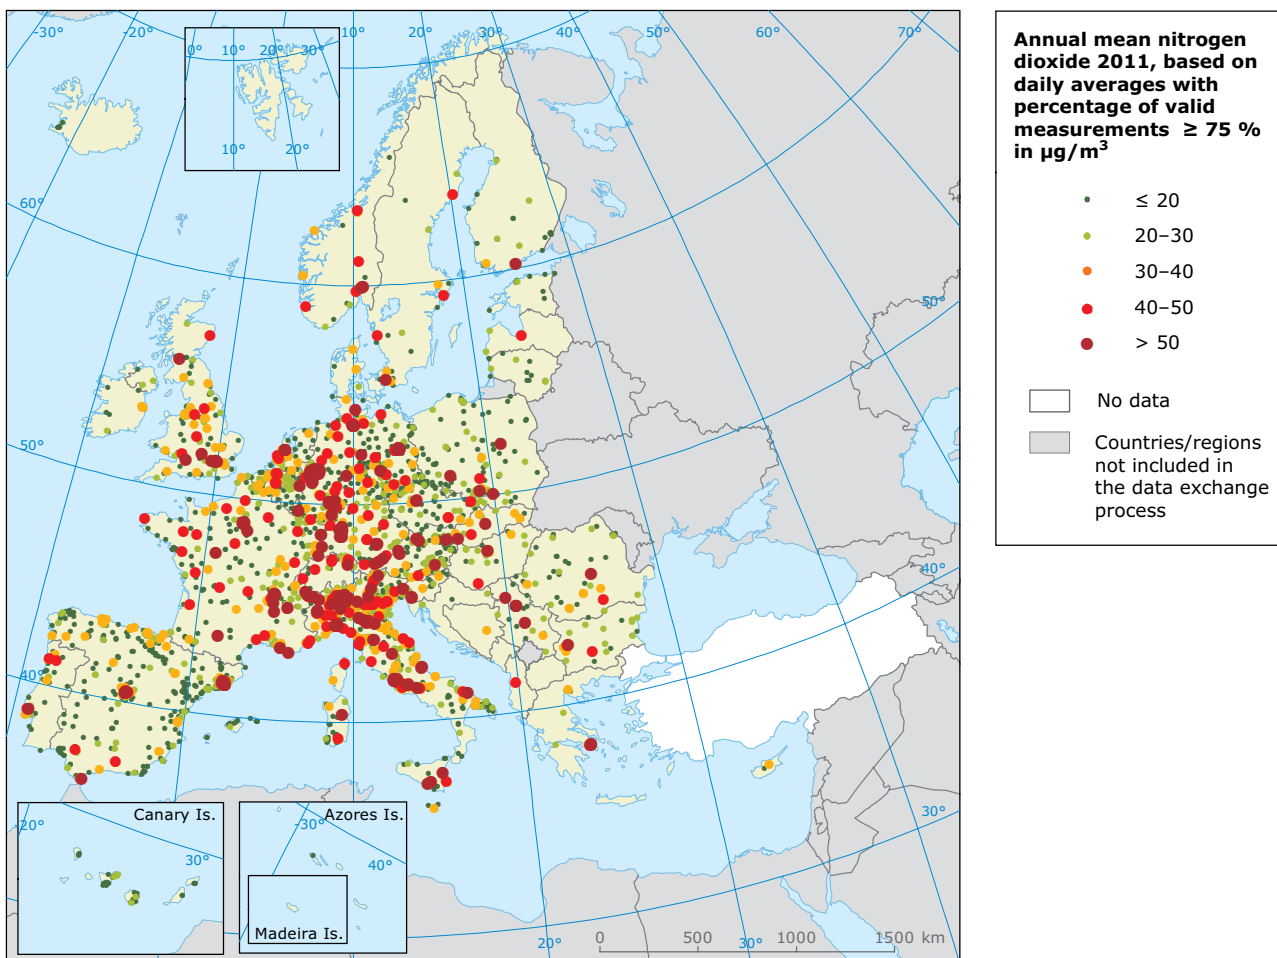 -30°
-20°
10°
20°
30°
60°
70°
0°
10°
20°
30°
10°
20°
60°
50°
40°
40°
50°
50°
40°
30°
Canary Is.
-20°
30°
Azores Is.
-30°
40°
Madeira Is.
20°
30°
0
500
1000
1500 km
Annual mean nitrogen
dioxide 2011, based on
daily averages with
percentage of valid
measurements ≥ 75 %
in µg/m³
≤ 20
20–30
30–40
40–50
> 50
No data
Countries/regions
not included in
the data exchange
process